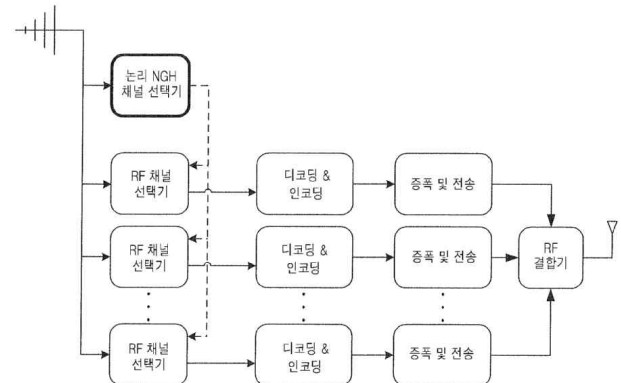 논리 NGH
채널 선택기
RF 채널
선택기
디코딩 &
인코딩
증폭 및 전송
RF 채널
선택기
디코딩 &
인코딩
증폭 및 전송
RF
결합기
RF 채널
선택기
디코딩 &
인코딩
증폭 및 전송